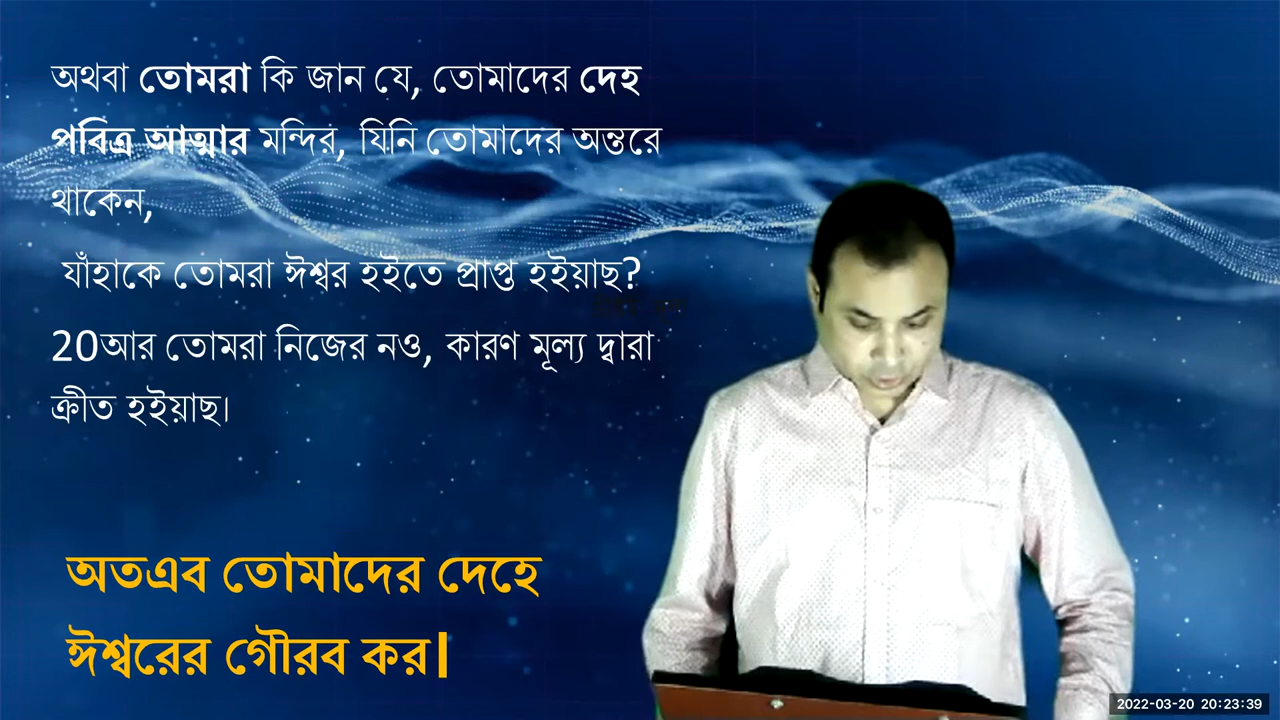 অথবা তোমরা কি জান যে, তোমাদের দেহ
পবিত্র আত্মার মন্দির, যিনি তোমাদের অন্তরে
থাকেন,
যাঁহাকে তোমরা ঈশ্বর হইতে প্রাপ্ত হইয়াছ?
20আর তোমরা নিজের নও, কারণ মূল্য দ্বারা
ক্রীত হইয়াছ।
অতএব তোমাদের দেহে
ঈশ্বরের গৌরব কর।
2022-03-20 20:23:39